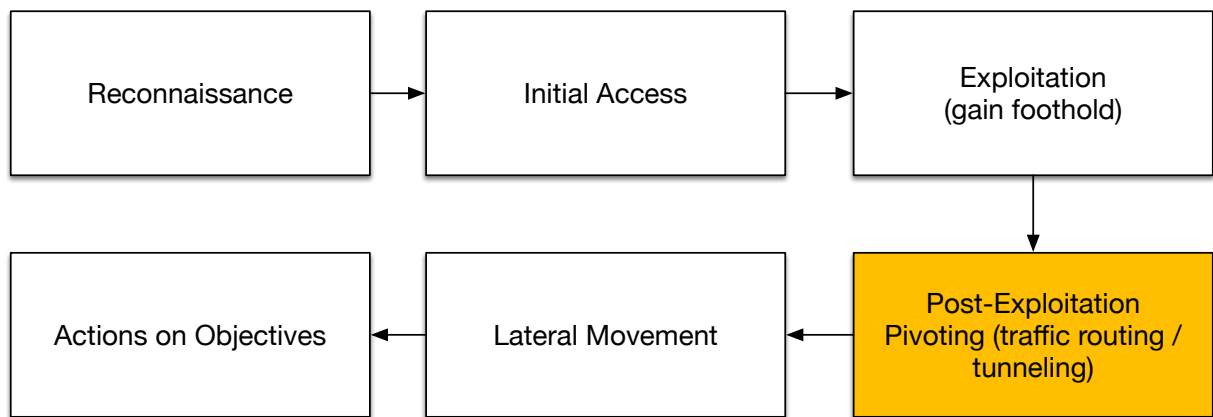 Reconnaissance
Initial Access
Exploitation
(gain foothold)
Post-Exploitation
Pivoting (traffic routing /
tunneling)
Lateral Movement
Actions on Objectives